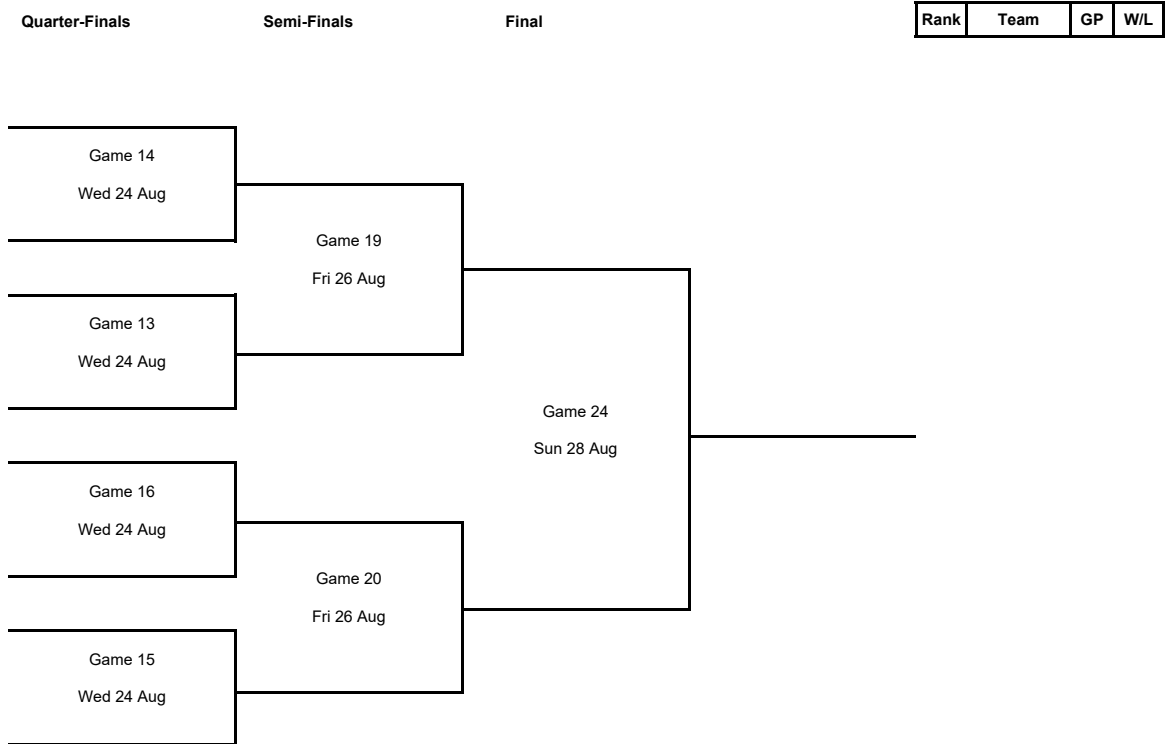 Quarter-Finals Semi-Finals Final Rank Team GP W/L
Game 14
Wed 24 Aug
Game 19
Fri 26 Aug
Game 13
Wed 24 Aug
Game 24
Sun 28 Aug
Game 16
Wed 24 Aug
Game 20
Fri 26 Aug
Game 15
Wed 24 Aug